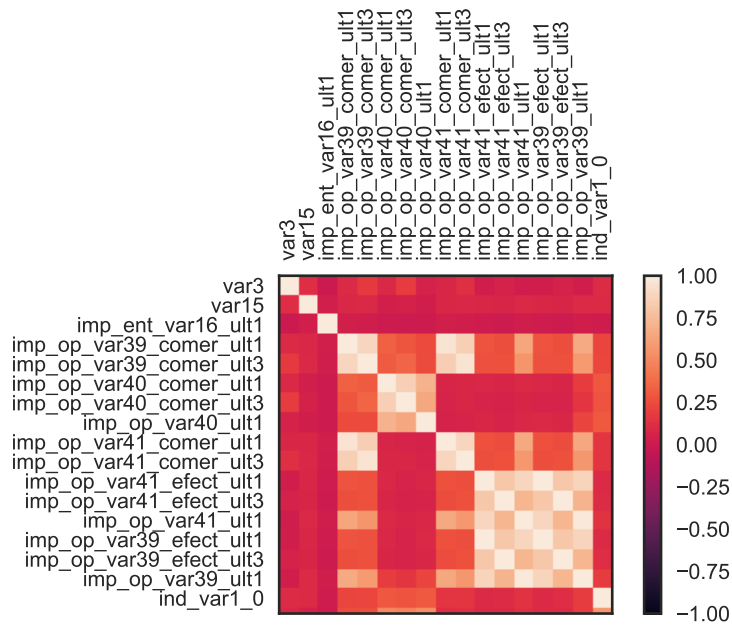 var3
var15
imp_ent_var16_ult1
imp_op_var39_comer_ult1
imp_op_var39_comer_ult3
imp_op_var40_comer_ult1
imp_op_var40_comer_ult3
imp_op_var40_ult1
imp_op_var41_comer_ult1
imp_op_var41_comer_ult3
imp_op_var41_efect_ult1
imp_op_var41_efect_ult3
imp_op_var41_ult1
imp_op_var39_efect_ult1
imp_op_var39_efect_ult3
imp_op_var39_ult1
ind_var1_0
var3
var15
imp_ent_var16_ult1
imp_op_var39_comer_ult1
imp_op_var39_comer_ult3
imp_op_var40_comer_ult1
imp_op_var40_comer_ult3
imp_op_var40_ult1
imp_op_var41_comer_ult1
imp_op_var41_comer_ult3
imp_op_var41_efect_ult1
imp_op_var41_efect_ult3
imp_op_var41_ult1
imp_op_var39_efect_ult1
imp_op_var39_efect_ult3
imp_op_var39_ult1
ind_var1_0
1.00
0.75
0.50
0.25
0.00
−0.25
−0.50
−0.75
−1.00